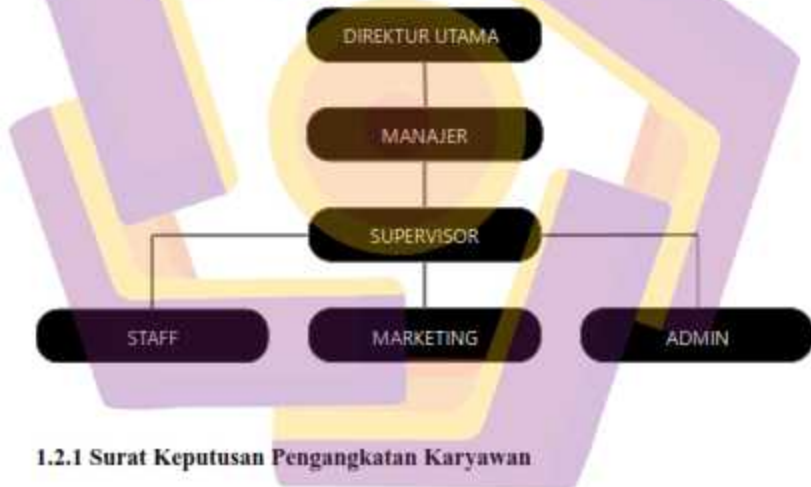 DIREKTUR UTAMA
MANAJER
SUPERVISOR
STAFF
MARKETING
ADMIN
1.2.1 Surat Keputusan Pengangkatan Karyawan